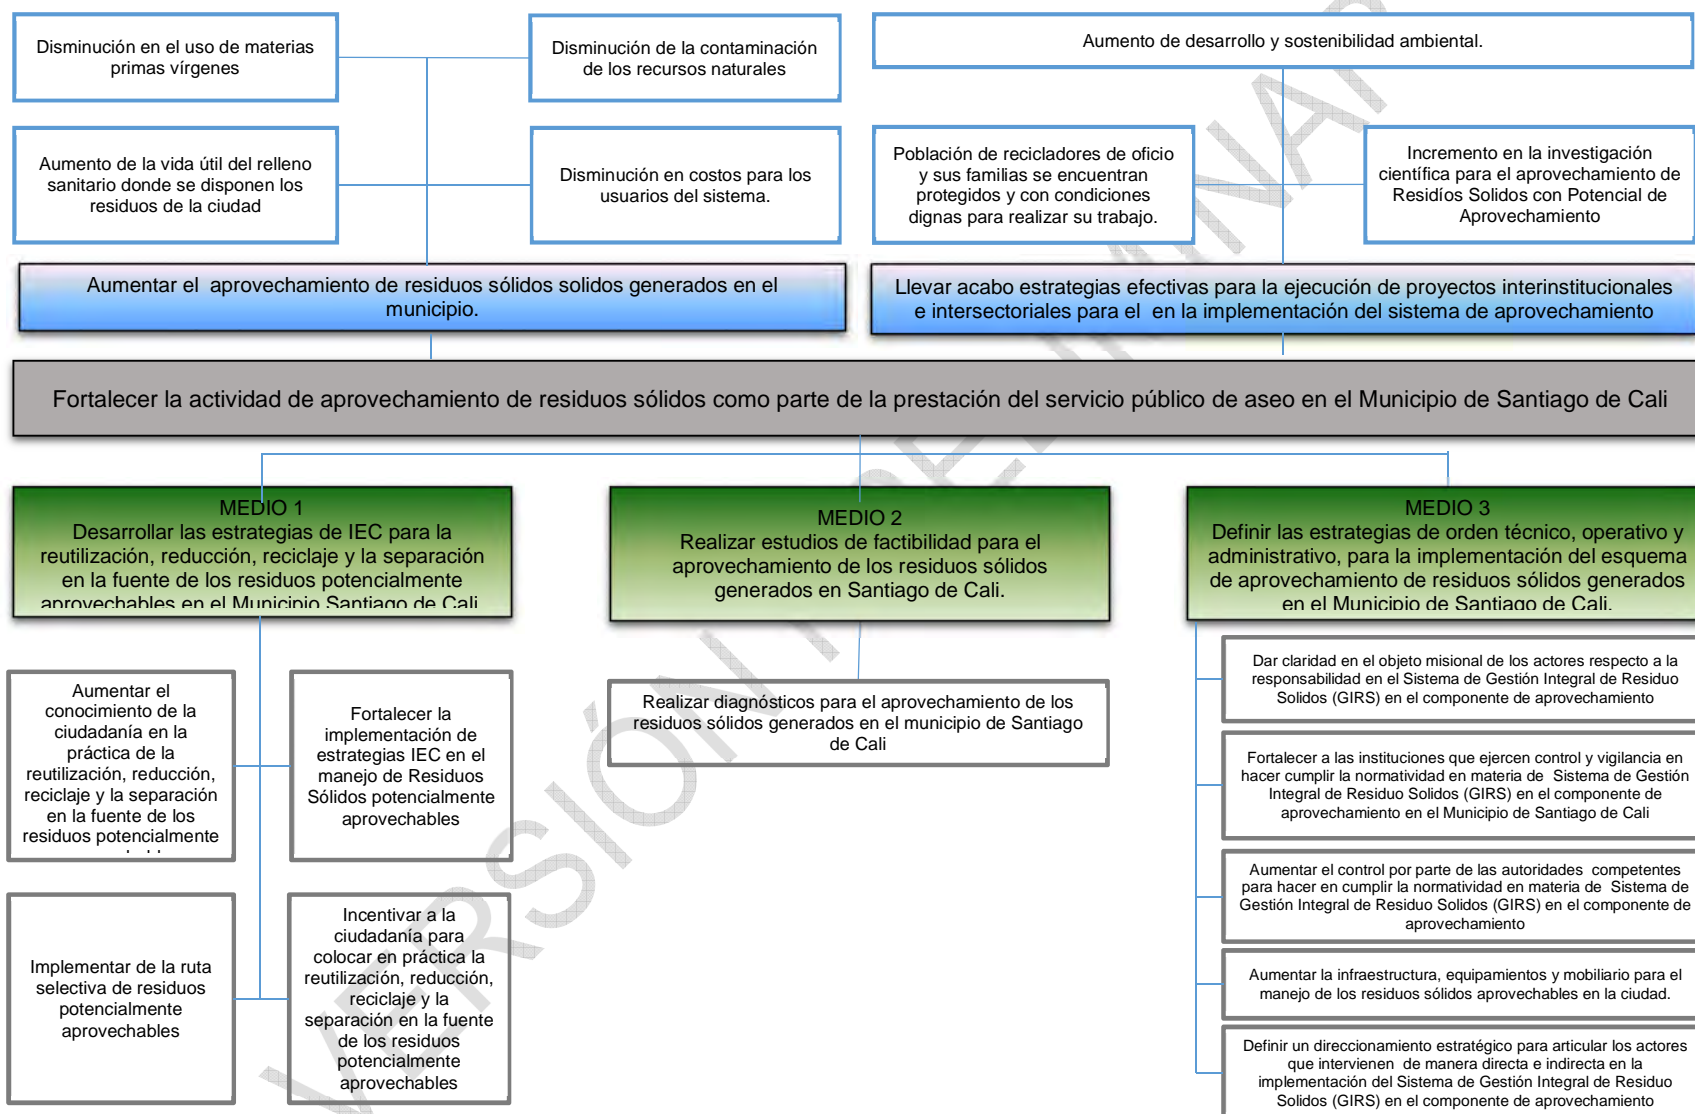 Disminución en el uso de materias
primas vírgenes
Disminución de la contaminación
de los recursos naturales
Aumento de desarrollo y sostenibilidad ambiental.
Aumento de la vida útil del relleno
sanitario donde se disponen los
residuos de la ciudad
Disminución en costos para los
usuarios del sistema.
Población de recicladores de oficio
y sus familias se encuentran
protegidos y con condiciones
dignas para realizar su trabajo.
Incremento en la investigación
científica para el aprovechamiento de
Residíos Solidos con Potencial de
Aprovechamiento
Aumentar el aprovechamiento de residuos sólidos solidos generados en el
municipio.
Llevar acabo estrategias efectivas para la ejecución de proyectos interinstitucionales
e intersectoriales para el en la implementación del sistema de aprovechamiento
Fortalecer la actividad de aprovechamiento de residuos sólidos como parte de la prestación del servicio público de aseo en el Municipio de Santiago de Cali
MEDIO 1
Desarrollar las estrategias de IEC para la
reutilización, reducción, reciclaje y la separación
en la fuente de los residuos potencialmente
aprovechables en el Municipio Santiago de Cali
MEDIO 2
Realizar estudios de factibilidad para el
aprovechamiento de los residuos sólidos
generados en Santiago de Cali.
MEDIO 3
Definir las estrategias de orden técnico, operativo y
administrativo, para la implementación del esquema
de aprovechamiento de residuos sólidos generados
en el Municipio de Santiago de Cali.
Aumentar el
conocimiento de la
ciudadanía en la
práctica de la
reutilización, reducción,
reciclaje y la separación
en la fuente de los
residuos potencialmente
Fortalecer la
implementación de
estrategias IEC en el
manejo de Residuos
Sólidos potencialmente
aprovechables
Implementar de la ruta
selectiva de residuos
potencialmente
aprovechables
Incentivar a la
ciudadanía para
colocar en práctica la
reutilización, reducción,
reciclaje y la
separación en la fuente
de los residuos
potencialmente
aprovechables
Realizar diagnósticos para el aprovechamiento de los
residuos sólidos generados en el municipio de Santiago
de Cali
Dar claridad en el objeto misional de los actores respecto a la
responsabilidad en el Sistema de Gestión Integral de Residuo
Solidos (GIRS) en el componente de aprovechamiento
Fortalecer a las instituciones que ejercen control y vigilancia en
hacer cumplir la normatividad en materia de Sistema de Gestión
Integral de Residuo Solidos (GIRS) en el componente de
aprovechamiento en el Municipio de Santiago de Cali
Aumentar el control por parte de las autoridades competentes
para hacer en cumplir la normatividad en materia de Sistema de
Gestión Integral de Residuo Solidos (GIRS) en el componente de
aprovechamiento
Aumentar la infraestructura, equipamientos y mobiliario para el
manejo de los residuos sólidos aprovechables en la ciudad.
Definir un direccionamiento estratégico para articular los actores
que intervienen de manera directa e indirecta en la
implementación del Sistema de Gestión Integral de Residuo
Solidos (GIRS) en el componente de aprovechamiento
VERSIÓN PRELIMINAR